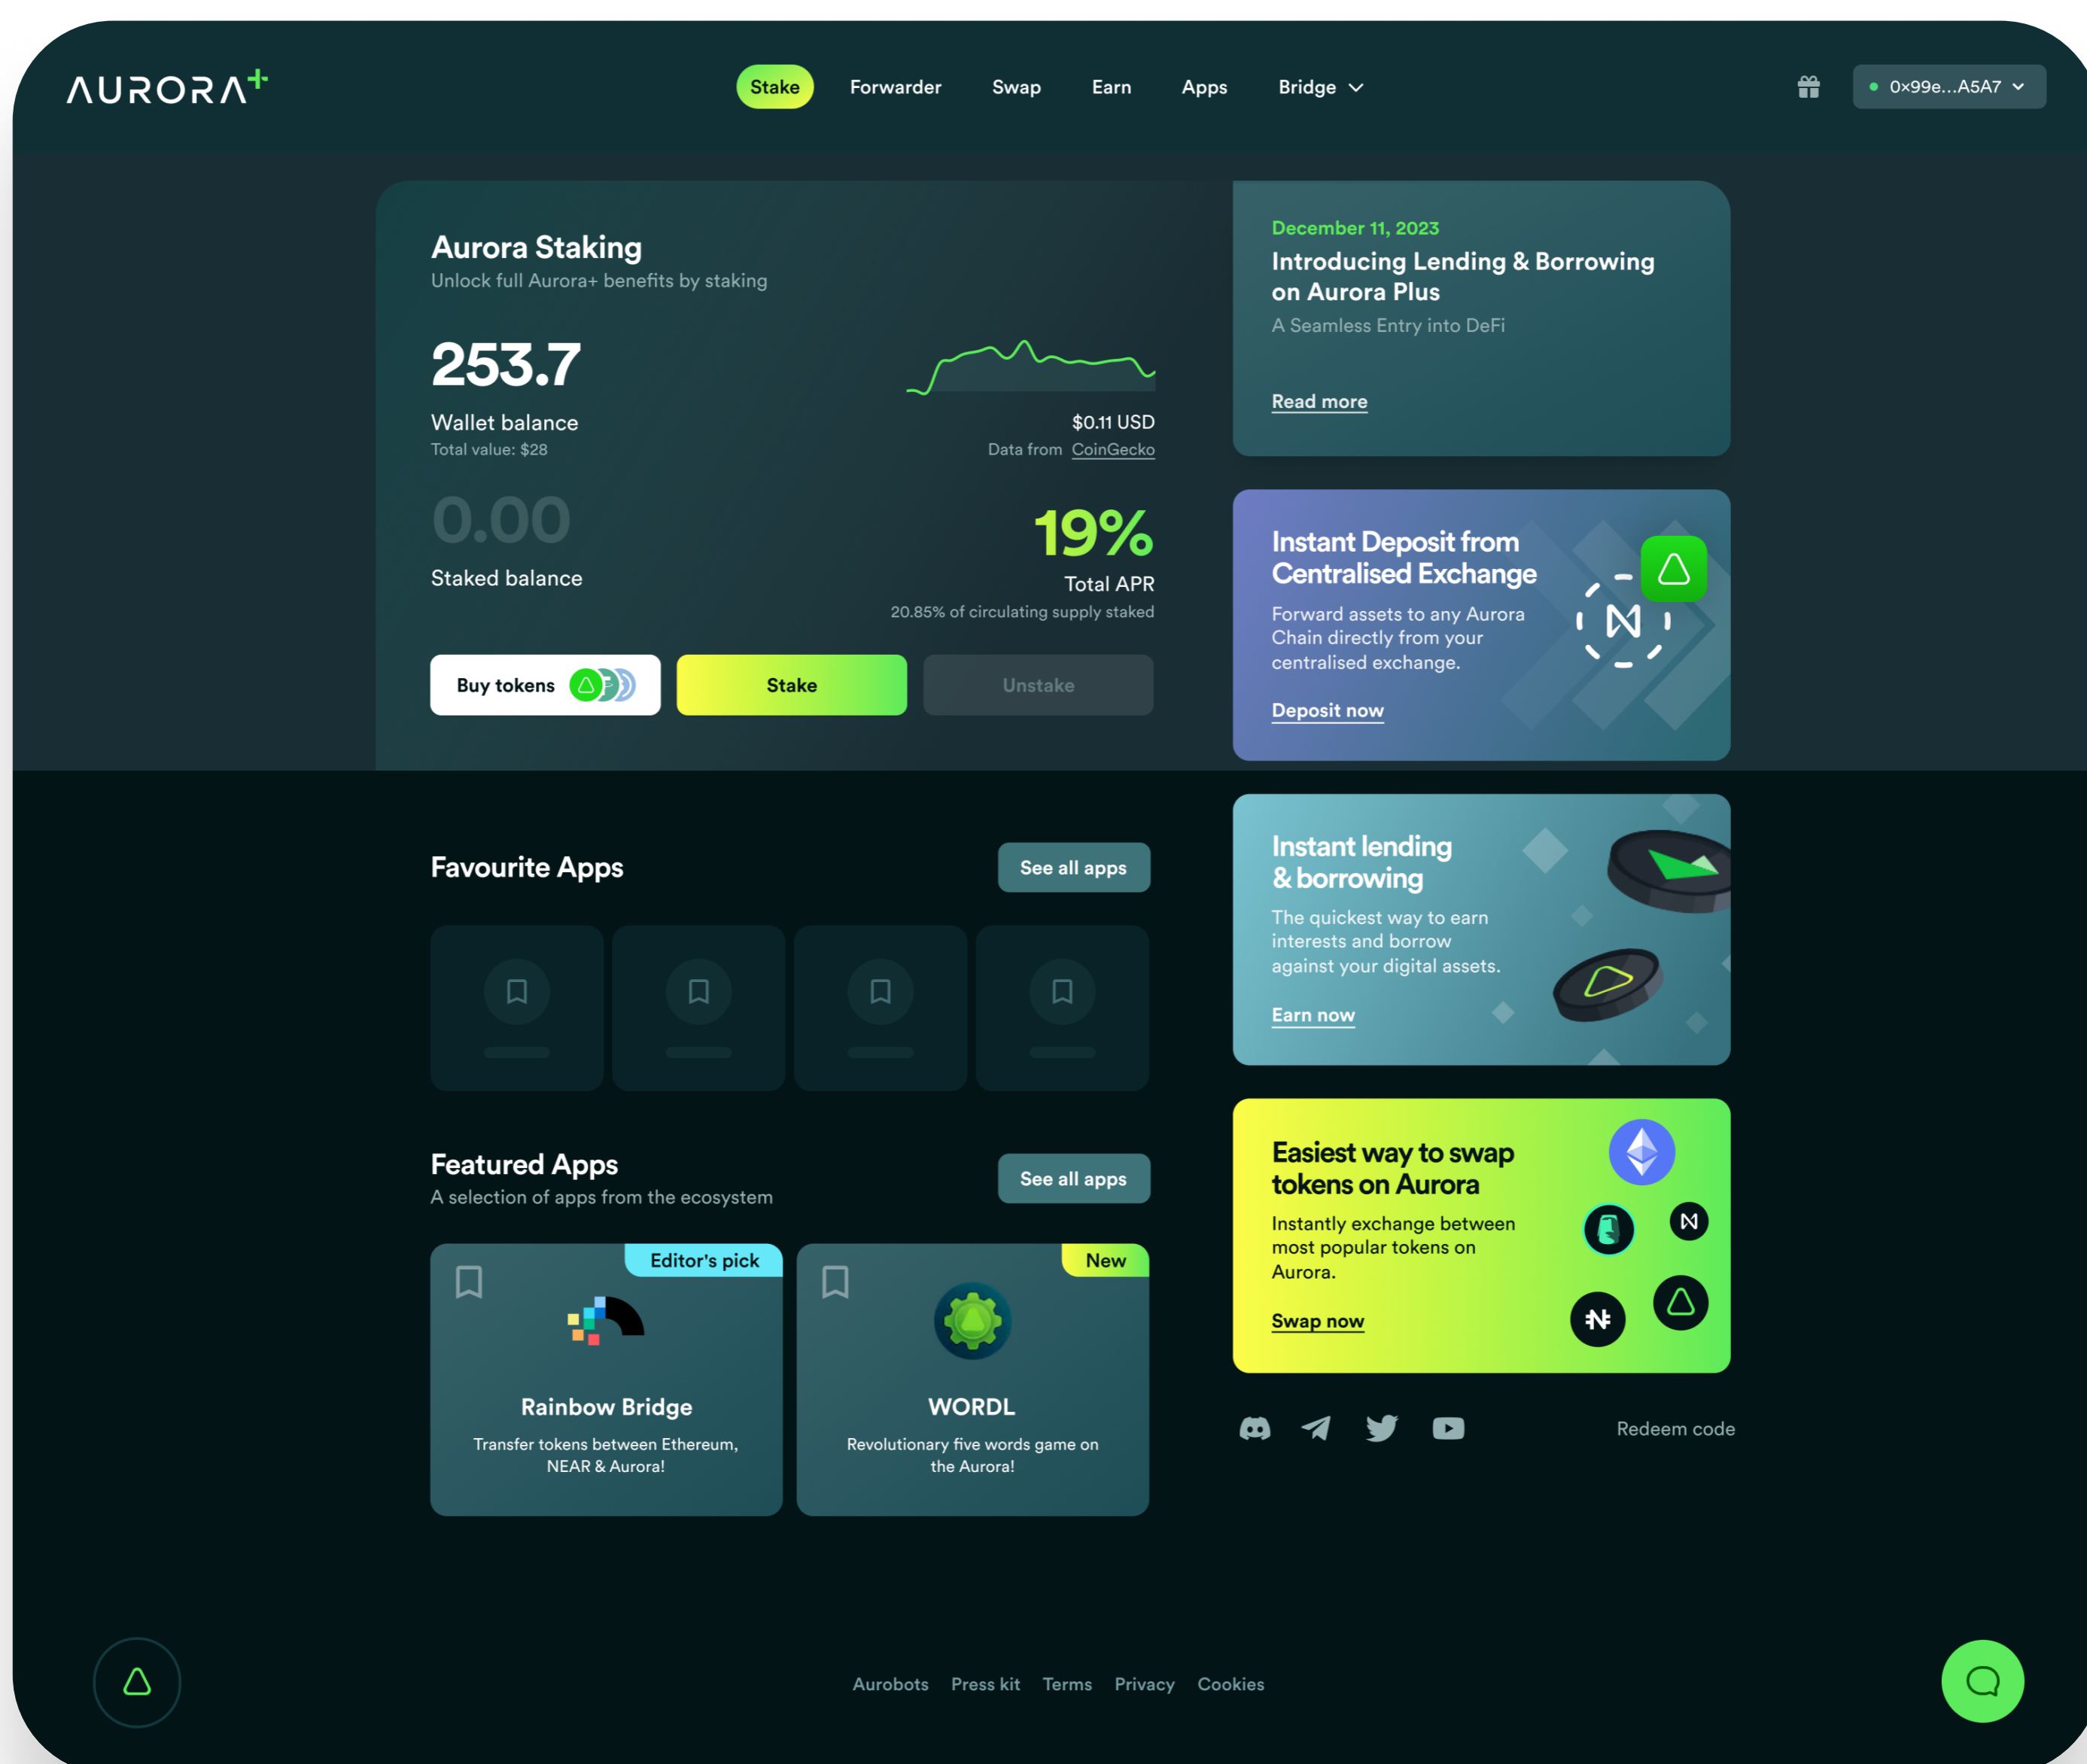 AURORA+
Stake
Forwarder
Swap
Earn
Apps
Bridge
0×99e...A5A7
Aurora Staking
Unlock full Aurora+ benefits by staking
253.7
Wallet balance
Total value: $28
$0.11 USD
Data from CoinGecko
0.00
Staked balance
19%
Total APR
20.85% of circulating supply staked
Buy tokens
Stake
Unstake
December 11, 2023
Introducing Lending & Borrowing
on Aurora Plus
A Seamless Entry into DeFi
Read more
Instant Deposit from
Centralised Exchange
Forward assets to any Aurora
Chain directly from your
centralised exchange.
Deposit now
Instant lending
& borrowing
The quickest way to earn
interests and borrow
against your digital assets.
Earn now
Easiest way to swap
tokens on Aurora
Instantly exchange between
most popular tokens on
Aurora.
Swap now
Redeem code
Favourite Apps
See all apps
Featured Apps
A selection of apps from the ecosystem
See all apps
Editor's pick
Rainbow Bridge
Transfer tokens between Ethereum,
NEAR & Aurora!
New
WORDL
Revolutionary five words game on
the Aurora!
Aurobots
Press kit
Terms
Privacy
Cookies